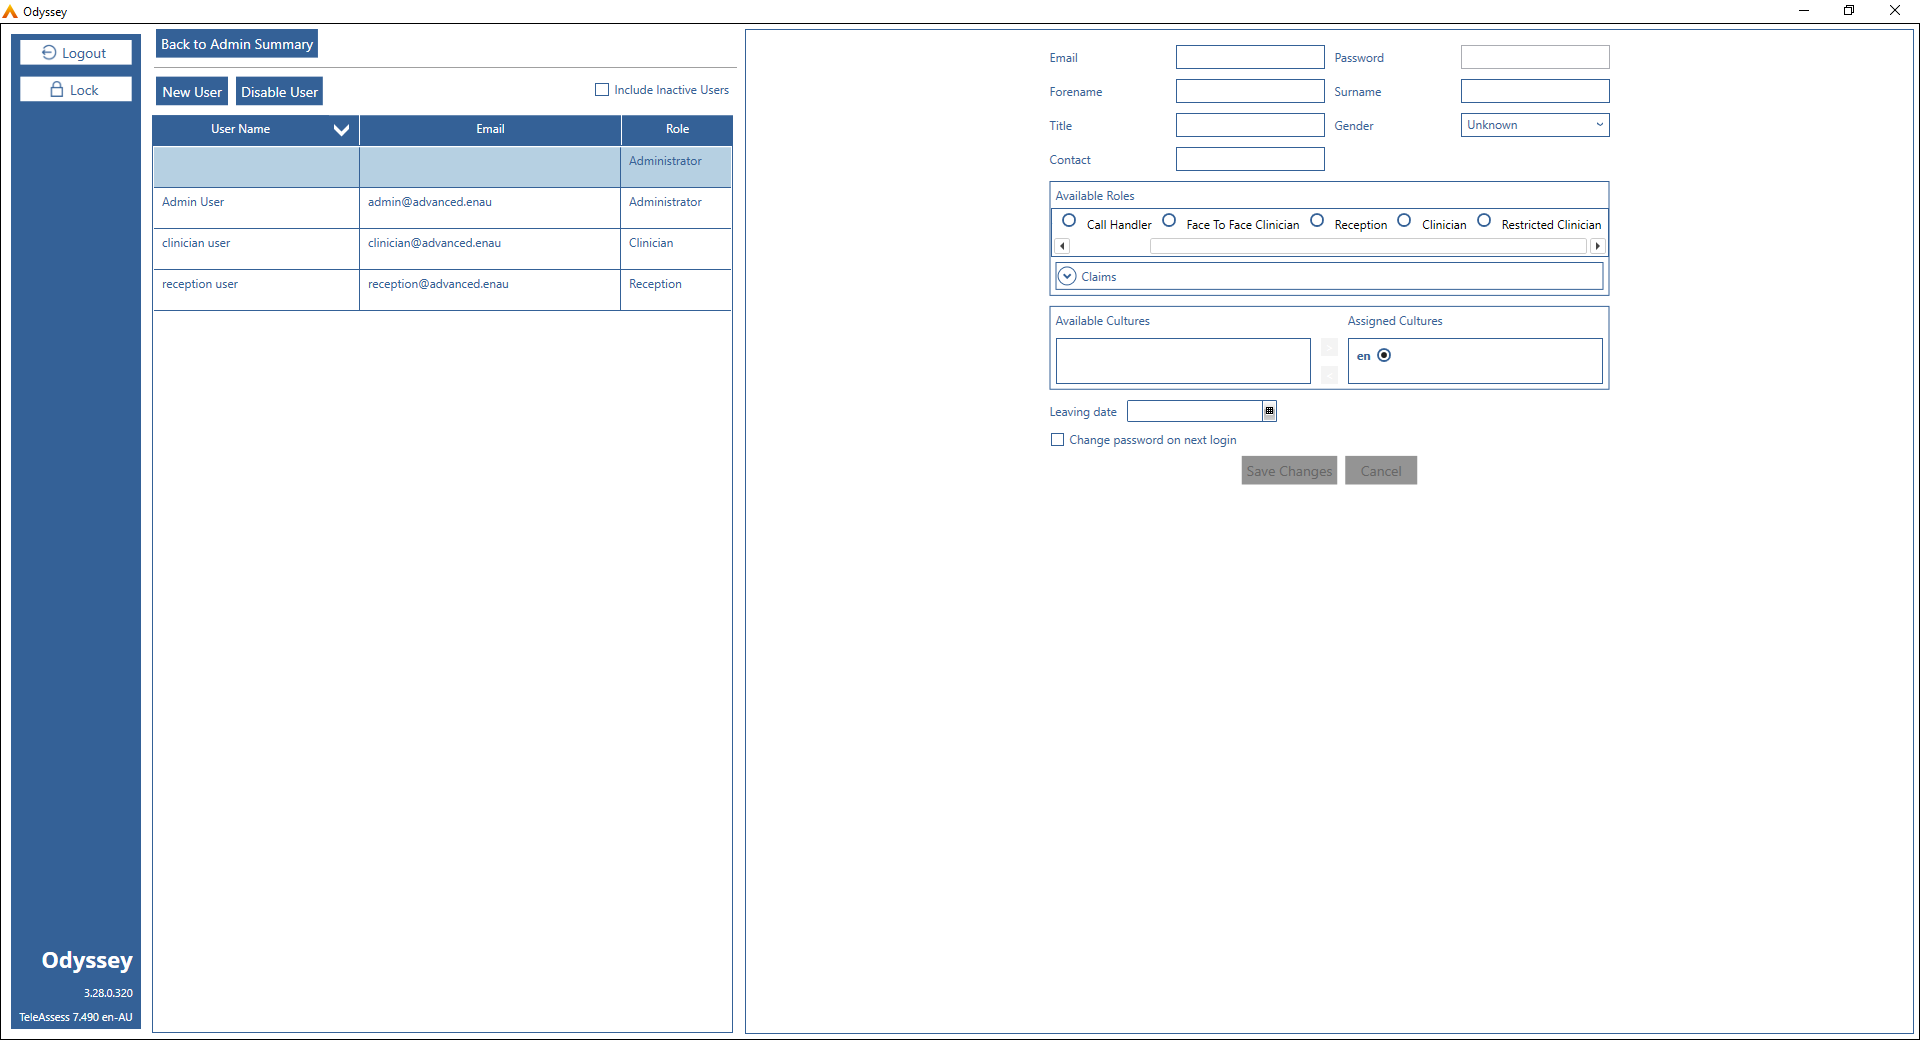 Odyssey
Logout
Lock
Back to Admin Summary
New User
Disable User
Include Inactive Users
User Name
Email
Role
Administrator
Admin User
admin@advanced.enau
Administrator
clinician user
clinician@advanced.enau
Clinician
reception user
reception@advanced.enau
Reception
Odyssey
3.28.0.320
TeleAssess 7.490 en-AU
Email
Password
Forename
Surname
Title
Gender
Unknown
Contact
Available Roles
Call Handler
Face To Face Clinician
Reception
Clinician
Restricted Clinician
Claims
Available Cultures
Assigned Cultures
en
Leaving date
Change password on next login
Save Changes
Cancel